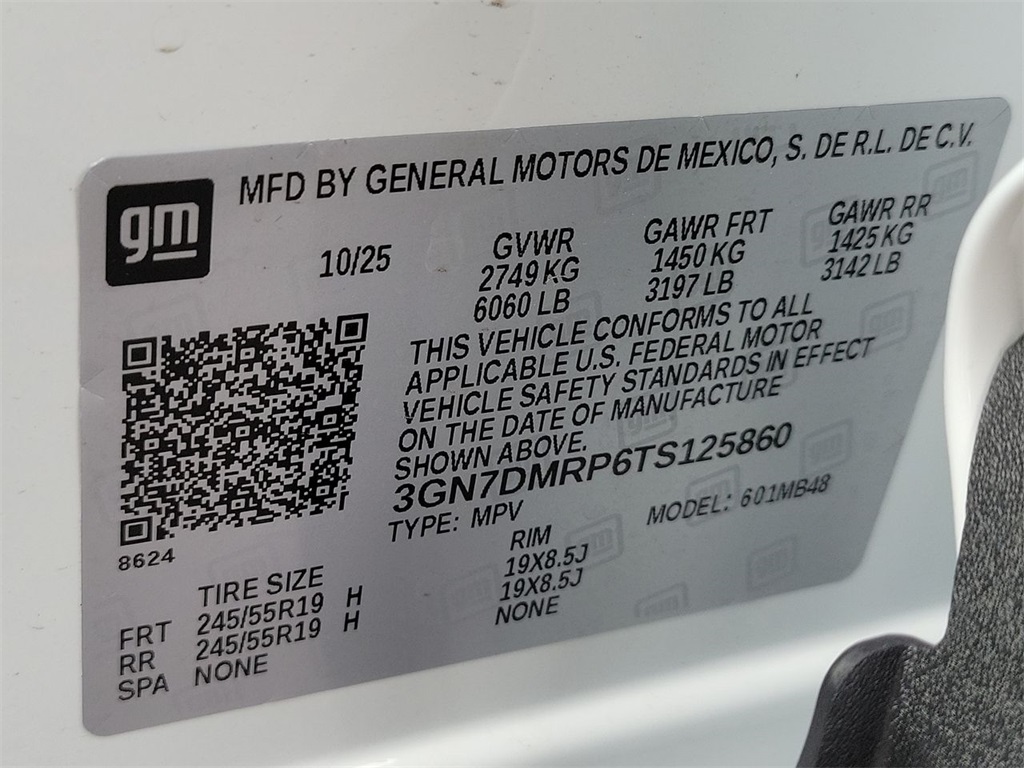 gm
MFD BY GENERAL MOTORS DE MEXICO, S. DE R.L. DE C.V.
10/25
GVWR
2749 KG
6060 LB
GAWR FRT
1450 KG
3197 LB
GAWR RR
1425 KG
3142 LB
THIS VEHICLE CONFORMS TO ALL
APPLICABLE U.S. FEDERAL MOTOR
VEHICLE SAFETY STANDARDS IN EFFECT
ON THE DATE OF MANUFACTURE
SHOWN ABOVE.
3GN7DMRP6TS125860
TYPE: MPV
MODEL: 601MB48
8624
TIRE SIZE RIM
FRT 245/55R19 H 19X8.5J
RR 245/55R19 H 19X8.5J
SPA NONE NONE